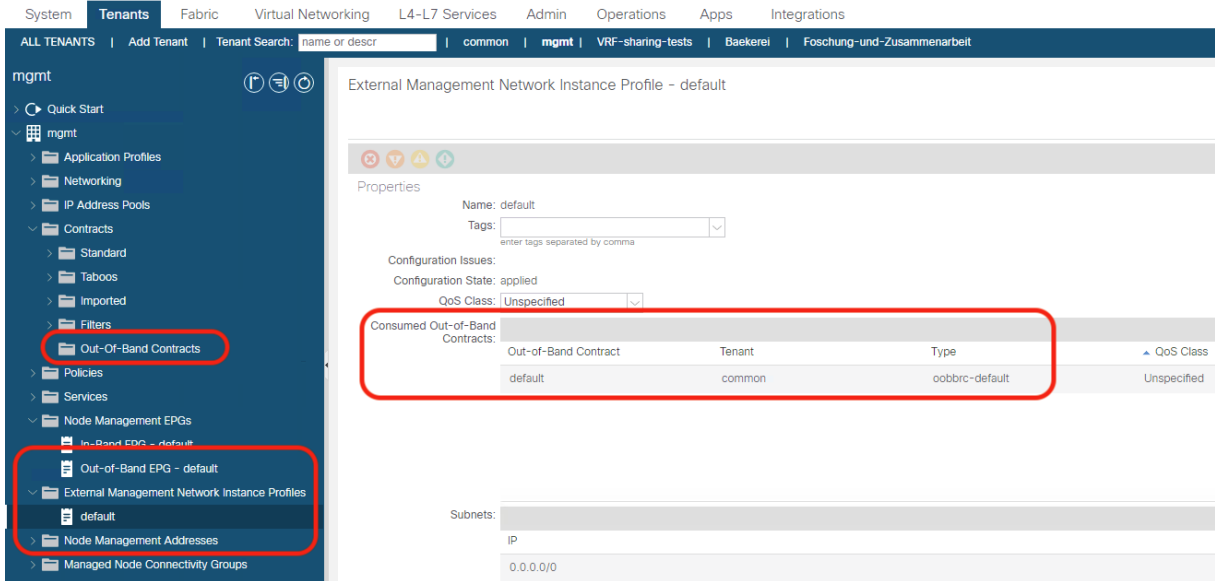 System Tenants Fabric Virtual Networking L4-L7 Services Admin Operations Apps Integrations
ALL TENANTS | Add Tenant | Tenant Search: name or descr | common | mgmt | VRF-sharing-tests | Baekerei | Foschung-und-Zusammenarbeit
mgmt
Quick Start
mgmt
Application Profiles
Networking
IP Address Pools
Contracts
Standard
Taboos
Imported
Filters
Out-Of-Band Contracts
Policies
Services
Node Management EPGs
In-Band EPG - default
Out-of-Band EPG - default
External Management Network Instance Profiles
default
Node Management Addresses
Managed Node Connectivity Groups
External Management Network Instance Profile - default
Properties
Name: default
Tags:
enter tags separated by comma
Configuration Issues:
Configuration State: applied
QoS Class: Unspecified
Consumed Out-of-Band
Contracts:
Out-of-Band Contract Tenant Type QoS Class
default common oobbrc-default Unspecified
Subnets:
IP
0.0.0.0/0